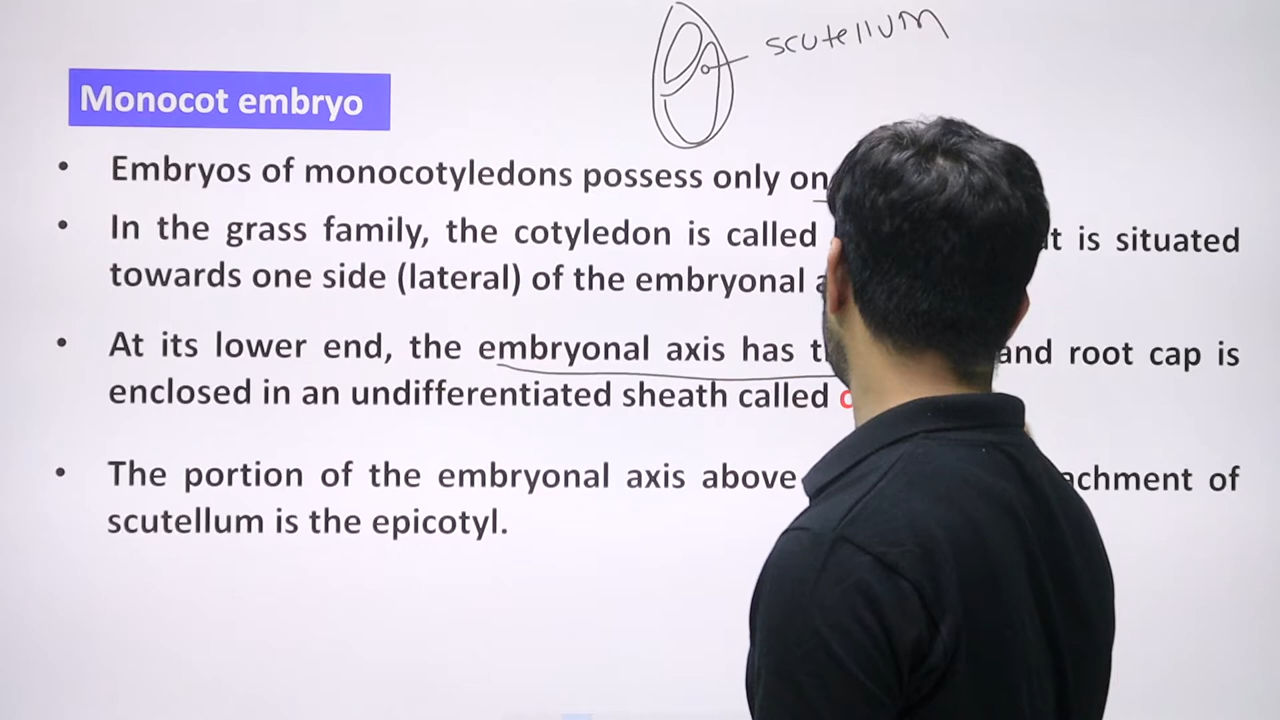 scutellum
Monocot embryo
• Embryos of monocotyledons possess only on
• In the grass family, the cotyledon is called t is situated
towards one side (lateral) of the embryonal a
• At its lower end, the embryonal axis has t and root cap is
enclosed in an undifferentiated sheath called c
• The portion of the embryonal axis above achment of
scutellum is the epicotyl.